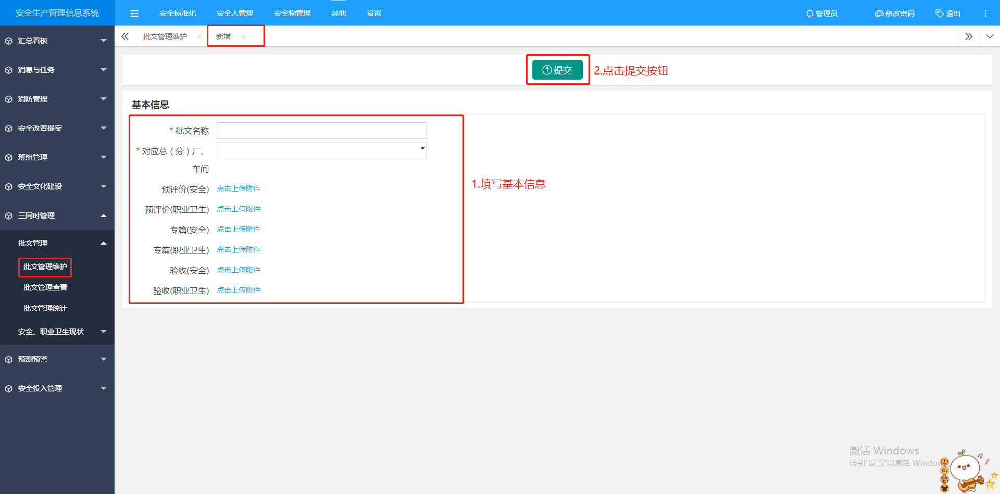 安全生产管理信息系统
安全标准化
安全人管理
安全物管理
其他
设置
管理员
修改密码
退出
汇总看板
消息与任务
消防管理
安全改善提案
班组管理
安全文化建设
三同时管理
批文管理
批文管理维护
批文管理查看
批文管理统计
安全、职业卫生现状
预测预警
安全投入管理
批文管理维护
新增
提交
2.点击提交按钮
基本信息
* 批文名称
* 对应总(分)厂、
车间
预评价(安全) 点击上传附件
预评价(职业卫生) 点击上传附件
专篇(安全) 点击上传附件
专篇(职业卫生) 点击上传附件
验收(安全) 点击上传附件
验收(职业卫生) 点击上传附件
1.填写基本信息
激活 Windows
转到"设置"以激活 Windows
中
简